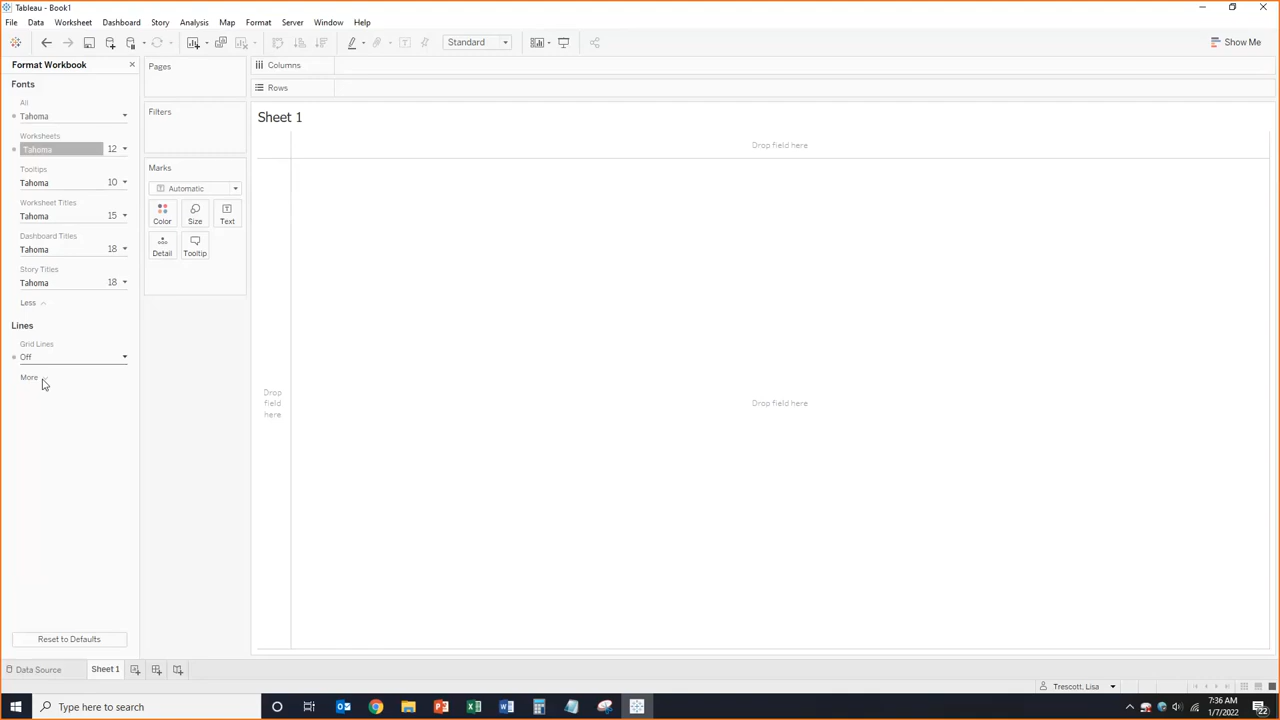 Tableau - Book1
File Data Worksheet Dashboard Story Analysis Map Format Server Window Help
Standard
Show Me
Format Workbook
Fonts
All
Tahoma
Worksheets
Tahoma 12
Tooltips
Tahoma 10
Worksheet Titles
Tahoma 15
Dashboard Titles
Tahoma 18
Story Titles
Tahoma 18
Less
Lines
Grid Lines
Off
More
Reset to Defaults
Pages
Filters
Marks
Automatic
Color Size Text
Detail Tooltip
Columns
Rows
Sheet 1
Drop field here
Drop
field
here
Drop field here
Data Source Sheet 1
Trescott, Lisa
Type here to search
7:36 AM
1/7/2022
22